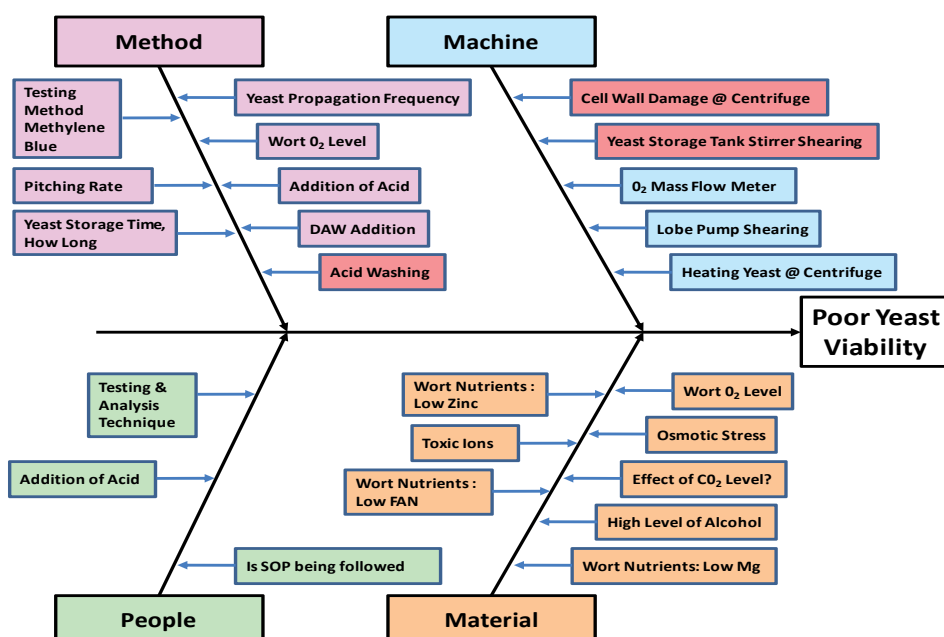 Method
Machine
Testing
Method
Methylene
Blue
Yeast Propagation Frequency
Wort 0₂ Level
Pitching Rate
Addition of Acid
Yeast Storage Time,
How Long
DAW Addition
Acid Washing
Cell Wall Damage @ Centrifuge
Yeast Storage Tank Stirrer Shearing
0₂ Mass Flow Meter
Lobe Pump Shearing
Heating Yeast @ Centrifuge
Poor Yeast
Viability
Testing &
Analysis
Technique
Addition of Acid
Is SOP being followed
Wort Nutrients :
Low Zinc
Wort 0₂ Level
Toxic Ions
Osmotic Stress
Wort Nutrients :
Low FAN
Effect of C0₂ Level?
High Level of Alcohol
Wort Nutrients: Low Mg
People
Material